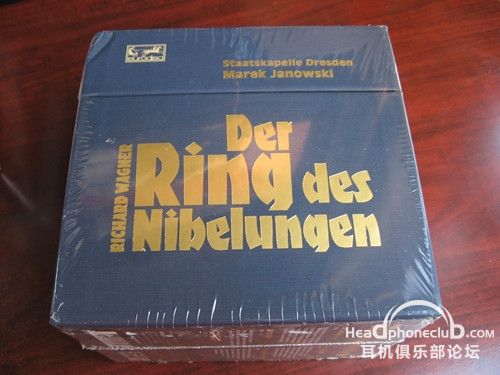 eurodisc
Staatskapelle Dresden
Marek Janowski
RICHARD WAGNER
Der
Ring des
Nibelungen
HeadphoneClub.com
耳机俱乐部论坛